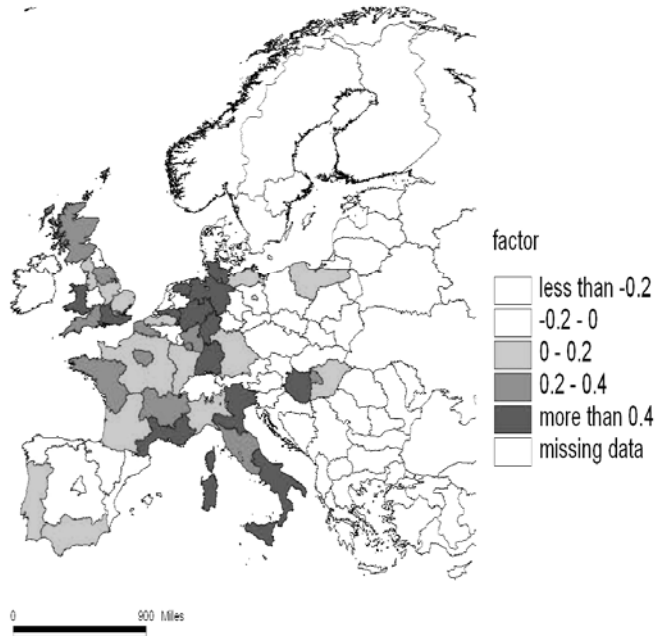 factor
less than -0.2
-0.2 - 0
0 - 0.2
0.2 - 0.4
more than 0.4
missing data
0 900 Miles